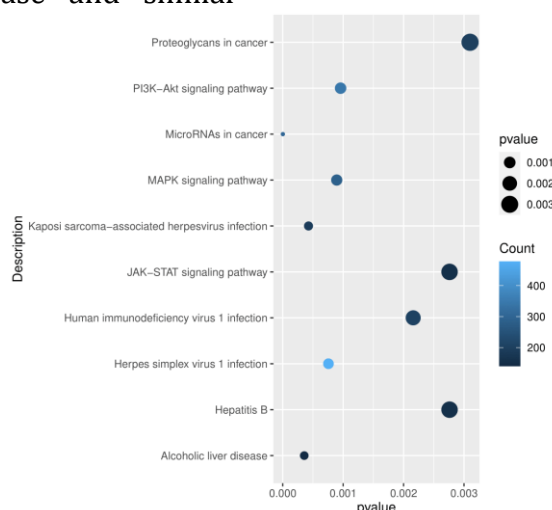 ase and similar
Proteoglycans in cancer
PI3K−Akt signaling pathway
MicroRNAs in cancer
MAPK signaling pathway
Kaposi sarcoma−associated herpesvirus infection
JAK−STAT signaling pathway
Human immunodeficiency virus 1 infection
Herpes simplex virus 1 infection
Hepatitis B
Alcoholic liver disease
Description
0.000 0.001 0.002 0.003
pvalue
pvalue
0.001
0.002
0.003
Count
400
300
200